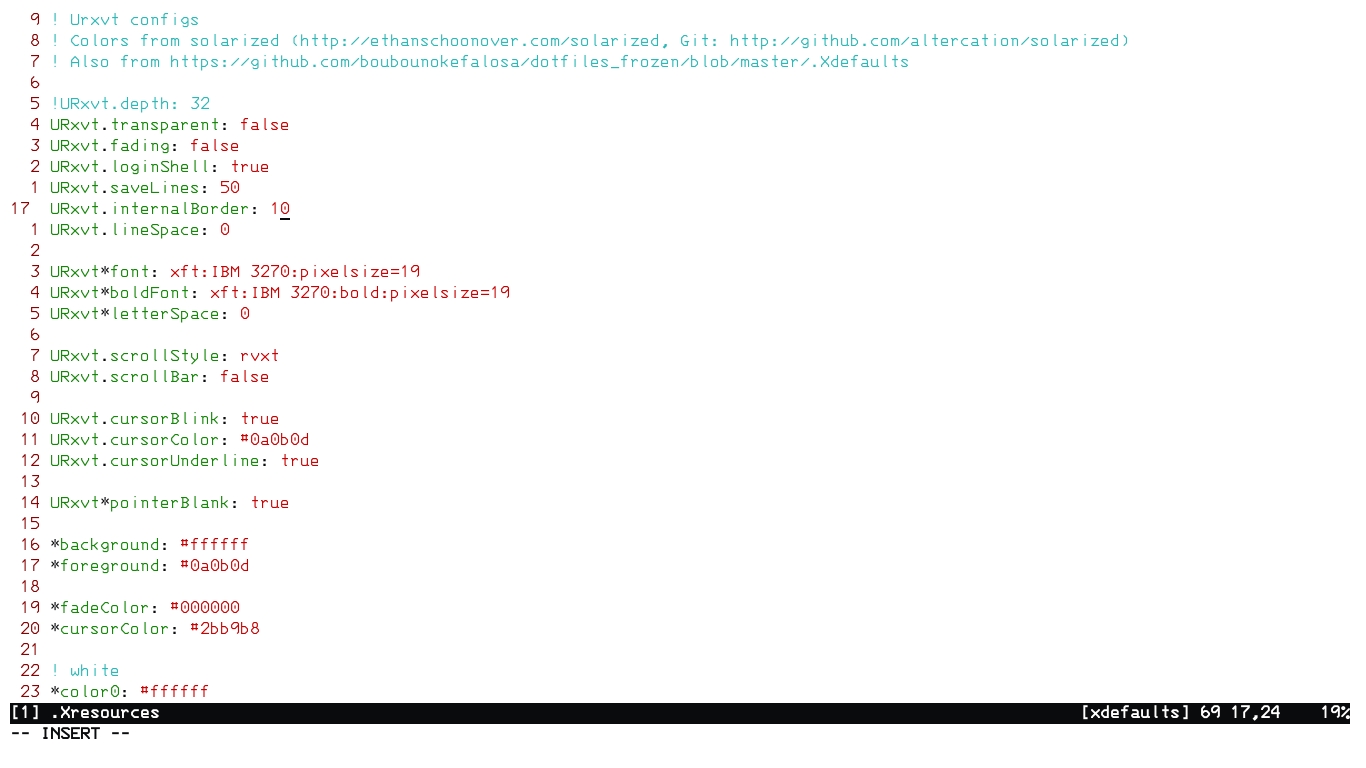 9 ! Urxvt configs
8 ! Colors from solarized (http://ethanschoonover.com/solarized, Git: http://github.com/altercation/solarized)
7 ! Also from https://github.com/boubounokefalosa/dotfiles_frozen/blob/master/.Xdefaults
6
5 !URxvt.depth: 32
4 URxvt.transparent: false
3 URxvt.fading: false
2 URxvt.loginShell: true
1 URxvt.saveLines: 50
17 URxvt.internalBorder: 10
1 URxvt.lineSpace: 0
2
3 URxvt*font: xft:IBM 3270:pixelsize=19
4 URxvt*boldFont: xft:IBM 3270:bold:pixelsize=19
5 URxvt*letterSpace: 0
6
7 URxvt.scrollStyle: rvxt
8 URxvt.scrollBar: false
9
10 URxvt.cursorBlink: true
11 URxvt.cursorColor: #0a0b0d
12 URxvt.cursorUnderline: true
13
14 URxvt*pointerBlank: true
15
16 *background: #ffffff
17 *foreground: #0a0b0d
18
19 *fadeColor: #000000
20 *cursorColor: #2bb9b8
21
22 ! white
23 *color0: #ffffff
[1] .Xresources [xdefaults] 69 17,24 19%
-- INSERT --